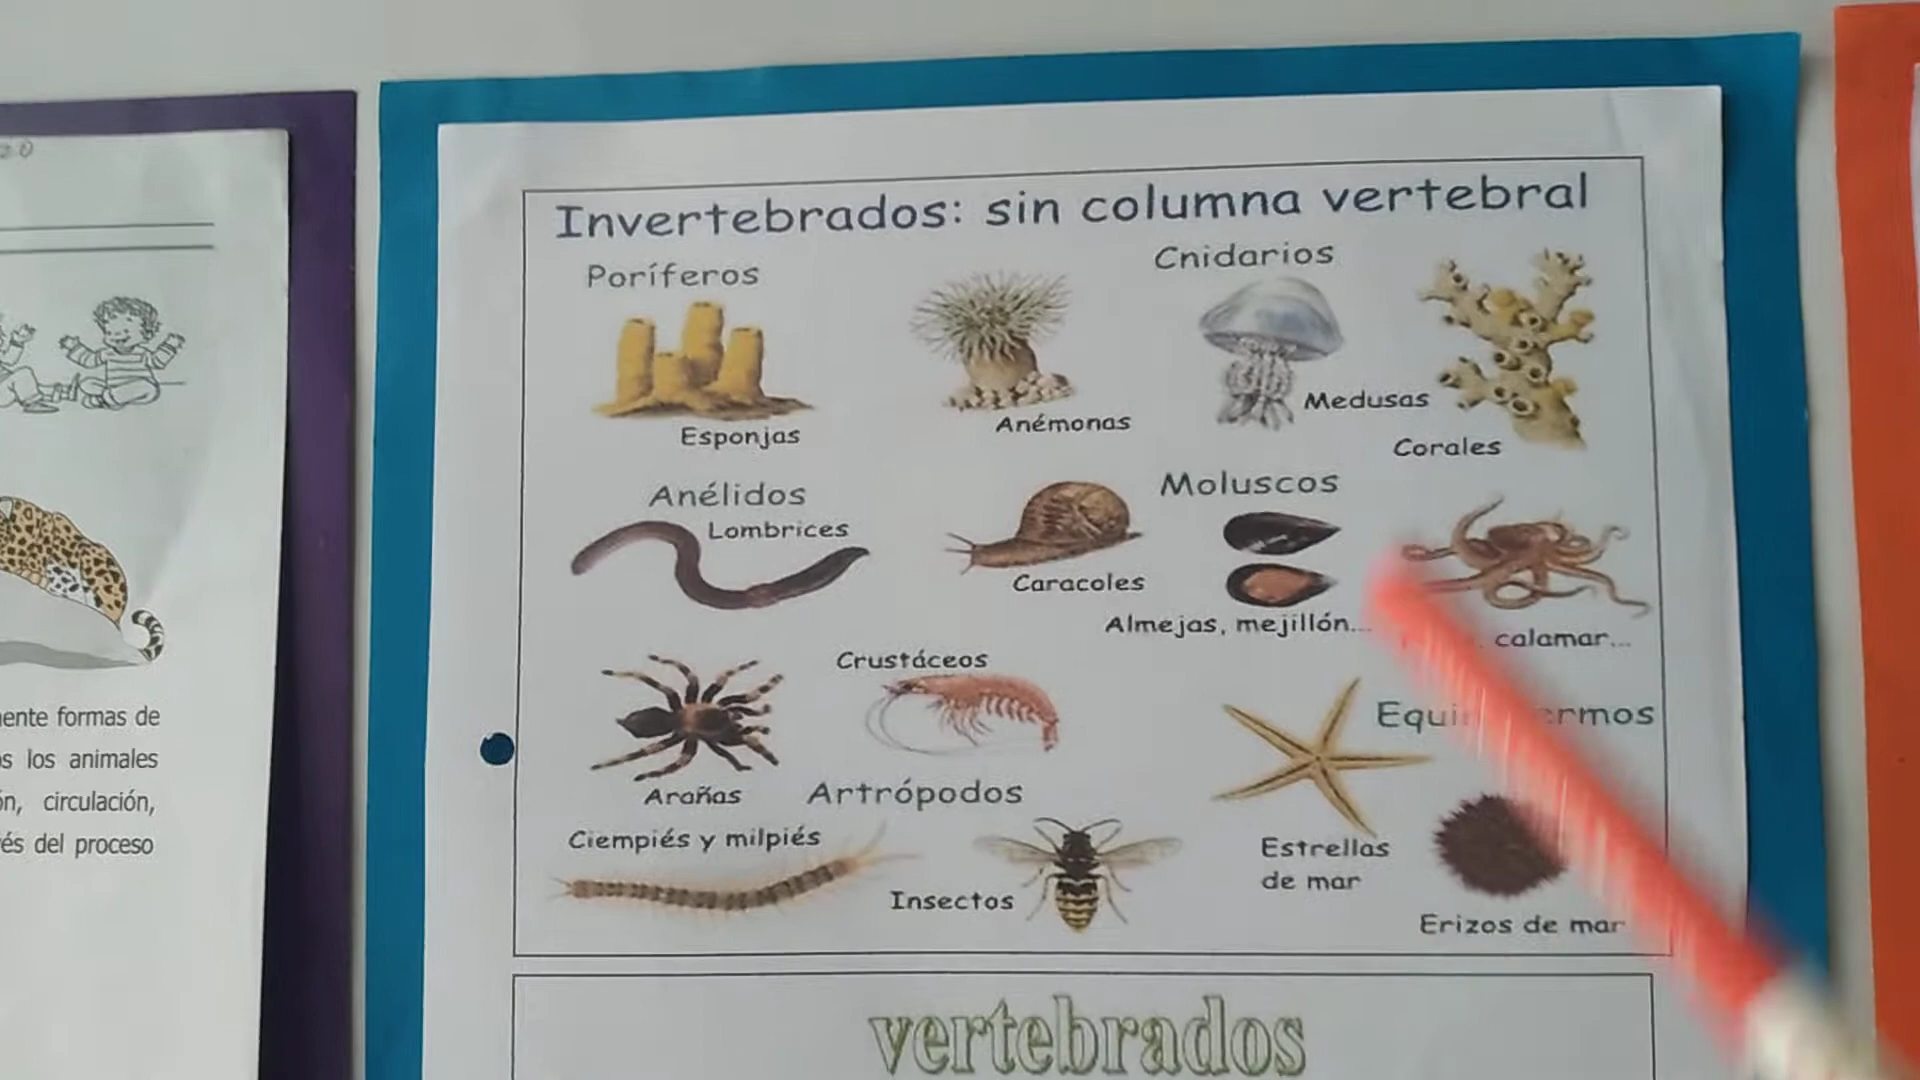 20
ente formas de
s los animales
n, circulación,
és del proceso
Invertebrados: sin columna vertebral
Poríferos
Cnidarios
Esponjas
Anémonas
Medusas
Corales
Anélidos
Lombrices
Moluscos
Caracoles
Almejas, mejillón...
calamar...
Crustáceos
Arañas
Artrópodos
Ciempiés y milpiés
Insectos
Estrellas
de mar
Erizos de mar
vertebrados